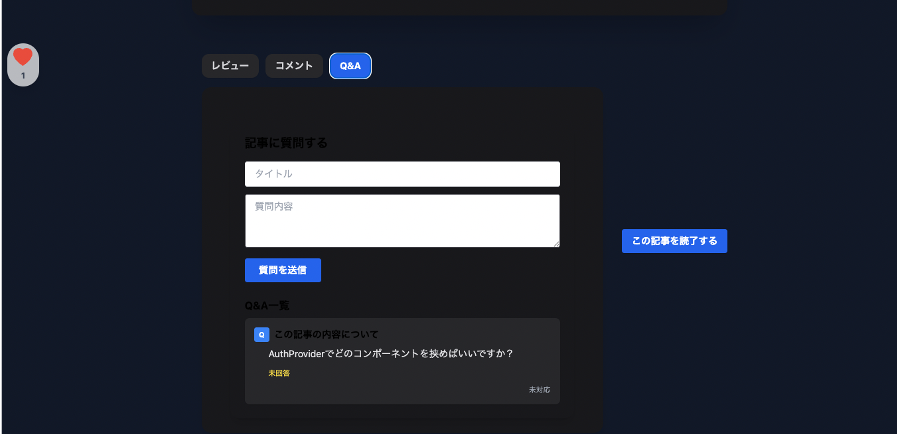 1
レビュー
コメント
Q&A
記事に質問する
タイトル
質問内容
この記事を読了する
質問を送信
Q&A一覧
Q この記事の内容について
AuthProviderでどのコンポーネントを挟めばいいですか？
未回答
未対応